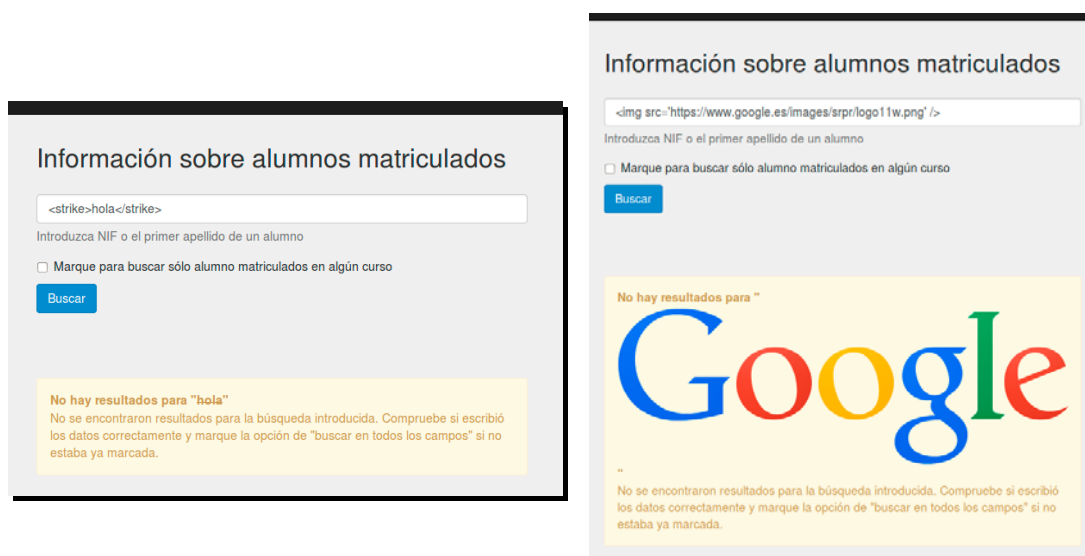 Información sobre alumnos matriculados
<strike>hola</strike>
Introduzca NIF o el primer apellido de un alumno
Marque para buscar sólo alumno matriculados en algún curso
Buscar
No hay resultados para "hola"
No se encontraron resultados para la búsqueda introducida. Compruebe si escribió
los datos correctamente y marque la opción de "buscar en todos los campos" si no
estaba ya marcada.
Información sobre alumnos matriculados
<img src='https://www.google.es/images/srpr/logo11w.png' />
Introduzca NIF o el primer apellido de un alumno
Marque para buscar sólo alumno matriculados en algún curso
Buscar
No hay resultados para "
Google
"
No se encontraron resultados para la búsqueda introducida. Compruebe si escribió
los datos correctamente y marque la opción de "buscar en todos los campos" si no
estaba ya marcada.